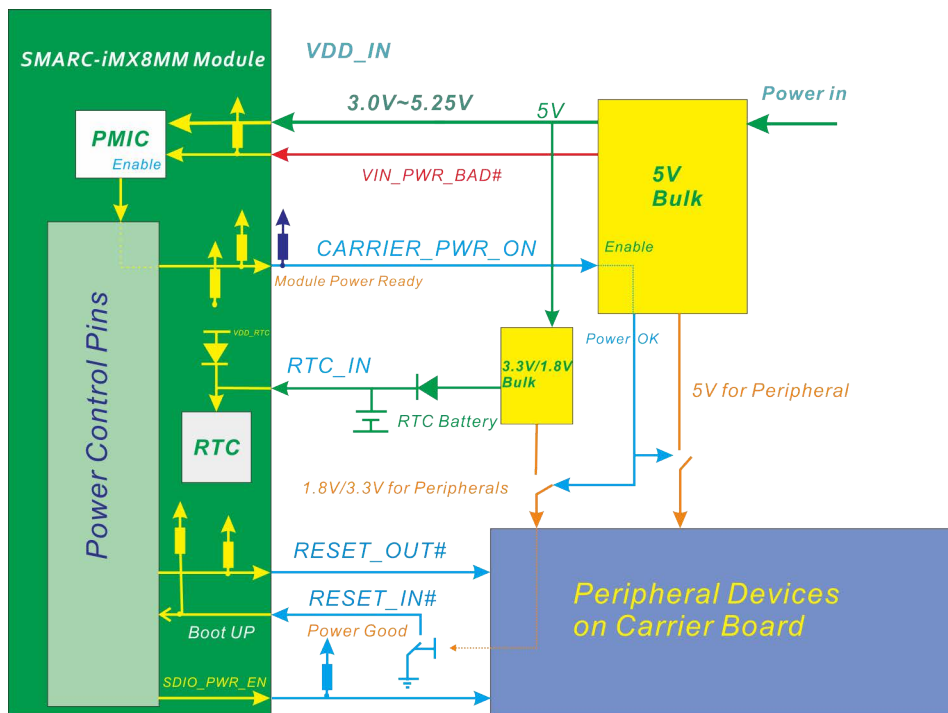 SMARC-iMX8MM Module
VDD_IN
3.0V~5.25V
5V
Power in
PMIC
Enable
VIN_PWR_BAD#
5V
Bulk
Enable
CARRIER_PWR_ON
Module Power Ready
Power Control Pins
VDD_RTC
RTC_IN
3.3V/1.8V
Bulk
Power OK
RTC Battery
5V for Peripheral
RTC
1.8V/3.3V for Peripherals
RESET_OUT#
RESET_IN#
Boot UP
Power Good
Peripheral Devices
on Carrier Board
SDIO_PWR_EN